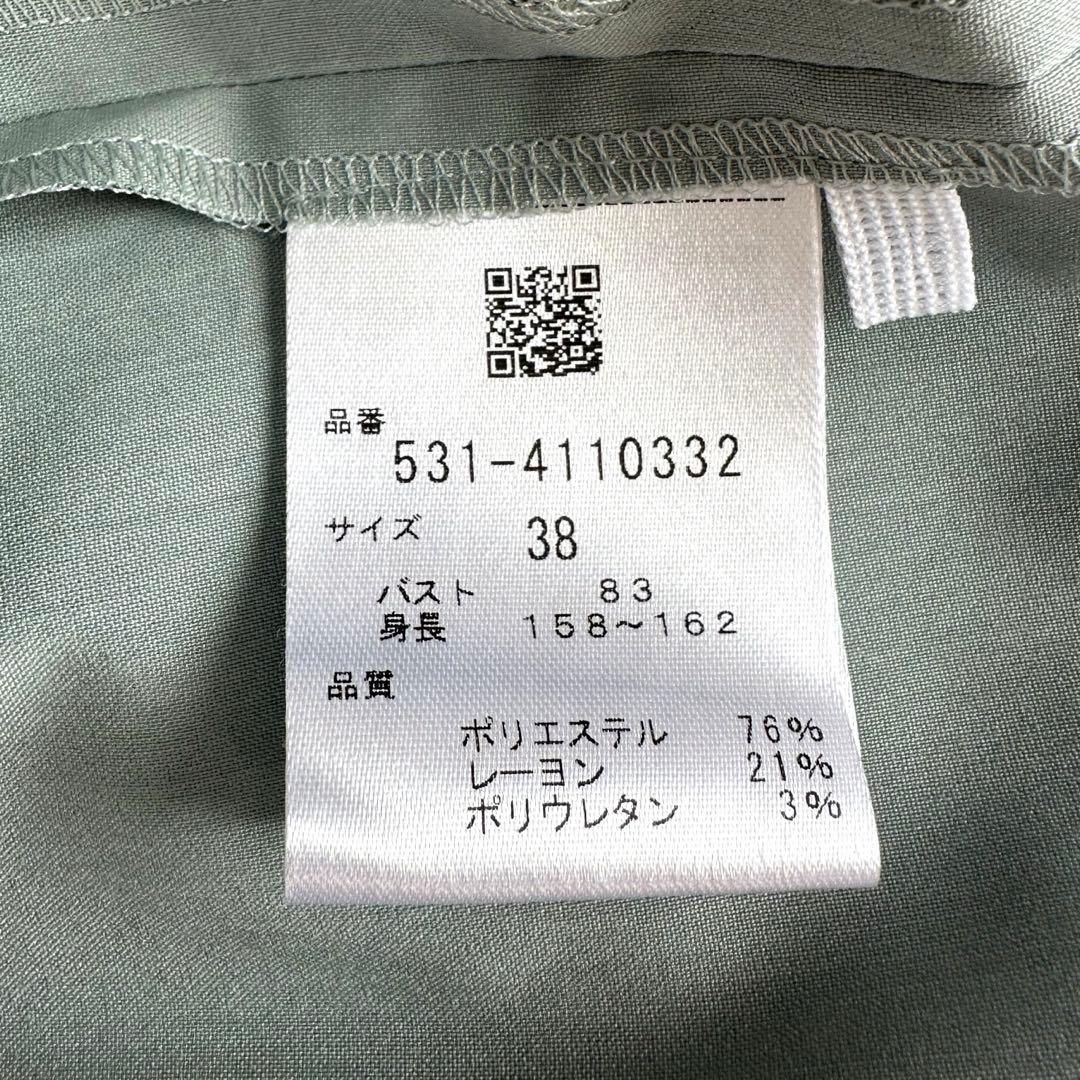 品番
531-4110332
サイズ 38
バスト 83
身長 158〜162
品質
ポリエステル 76%
レーヨン 21%
ポリウレタン 3%